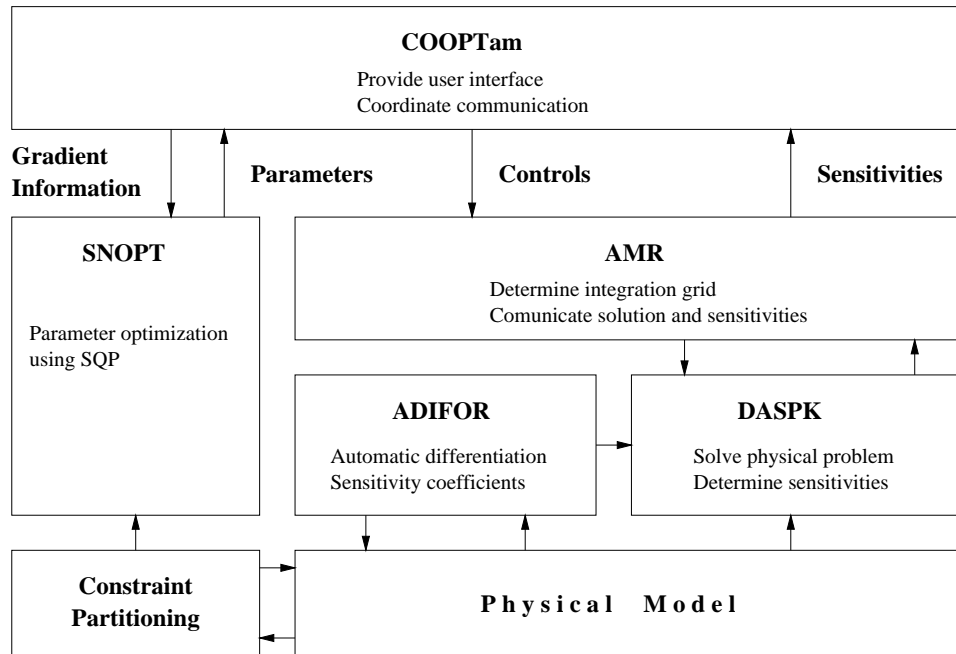 COOPTam
Provide user interface
Coordinate communication
Gradient
Information
Parameters
Controls
Sensitivities
SNOPT
Parameter optimization
using SQP
AMR
Determine integration grid
Comunicate solution and sensitivities
ADIFOR
Automatic differentiation
Sensitivity coefficients
DASPK
Solve physical problem
Determine sensitivities
Constraint
Partitioning
Physical Model